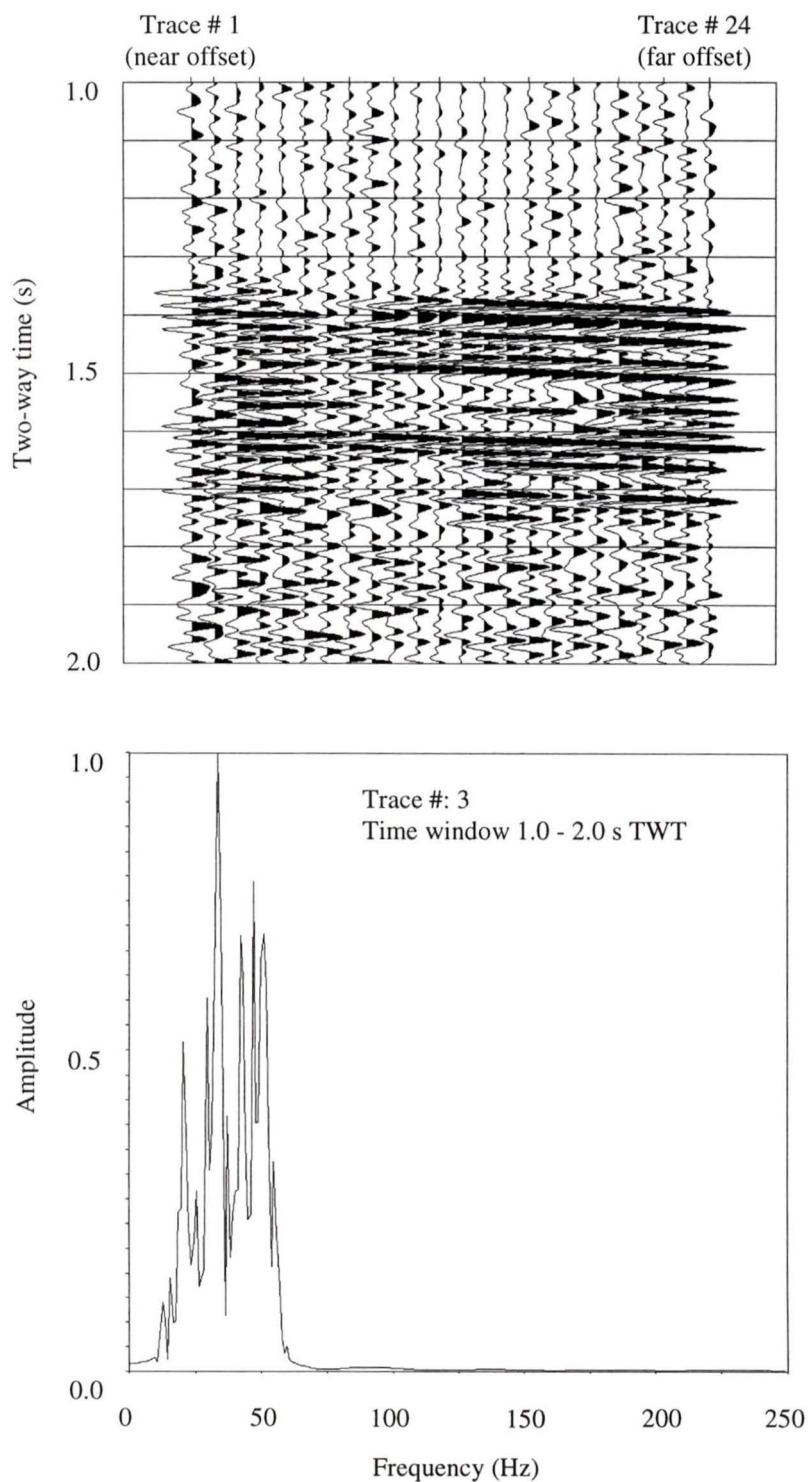 Trace # 1
(near offset)
Trace # 24
(far offset)
1.0
1.5
2.0
Two-way time (s)
1.0
0.5
0.0
Amplitude
Trace #: 3
Time window 1.0 - 2.0 s TWT
0
50
100
150
200
250
Frequency (Hz)